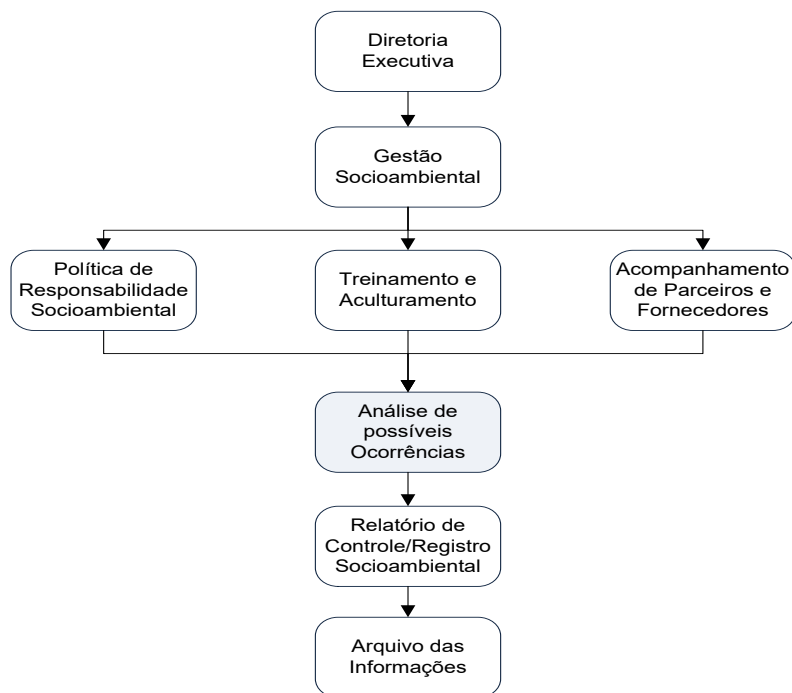 Diretoria
Executiva
Gestão
Socioambiental
Política de
Responsabilidade
Socioambiental
Treinamento e
Aculturamento
Acompanhamento
de Parceiros e
Fornecedores
Análise de
possíveis
Ocorrências
Relatório de
Controle/Registro
Socioambiental
Arquivo das
Informações